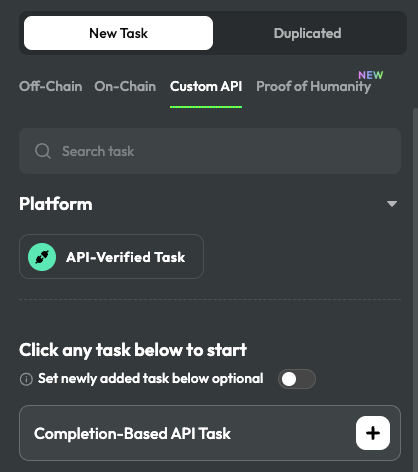 New Task
Duplicated
Off-Chain
On-Chain
Custom API
Proof of Humanity
NEW
Search task
Platform
API-Verified Task
Click any task below to start
Set newly added task below optional
Completion-Based API Task